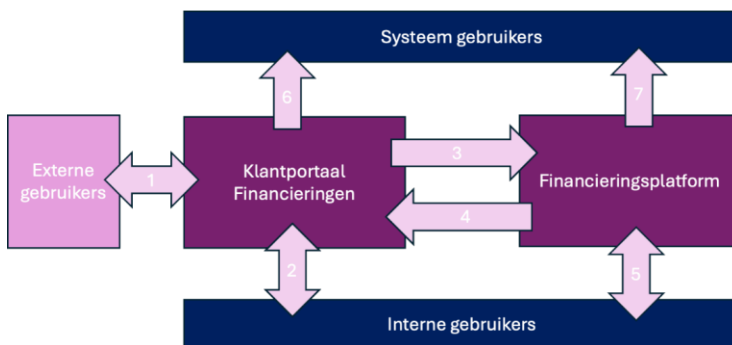 Systeem gebruikers
6
7
Externe
gebruikers
1
Klantportaal
Financieringen
3
4
Financieringsplatform
2
5
Interne gebruikers